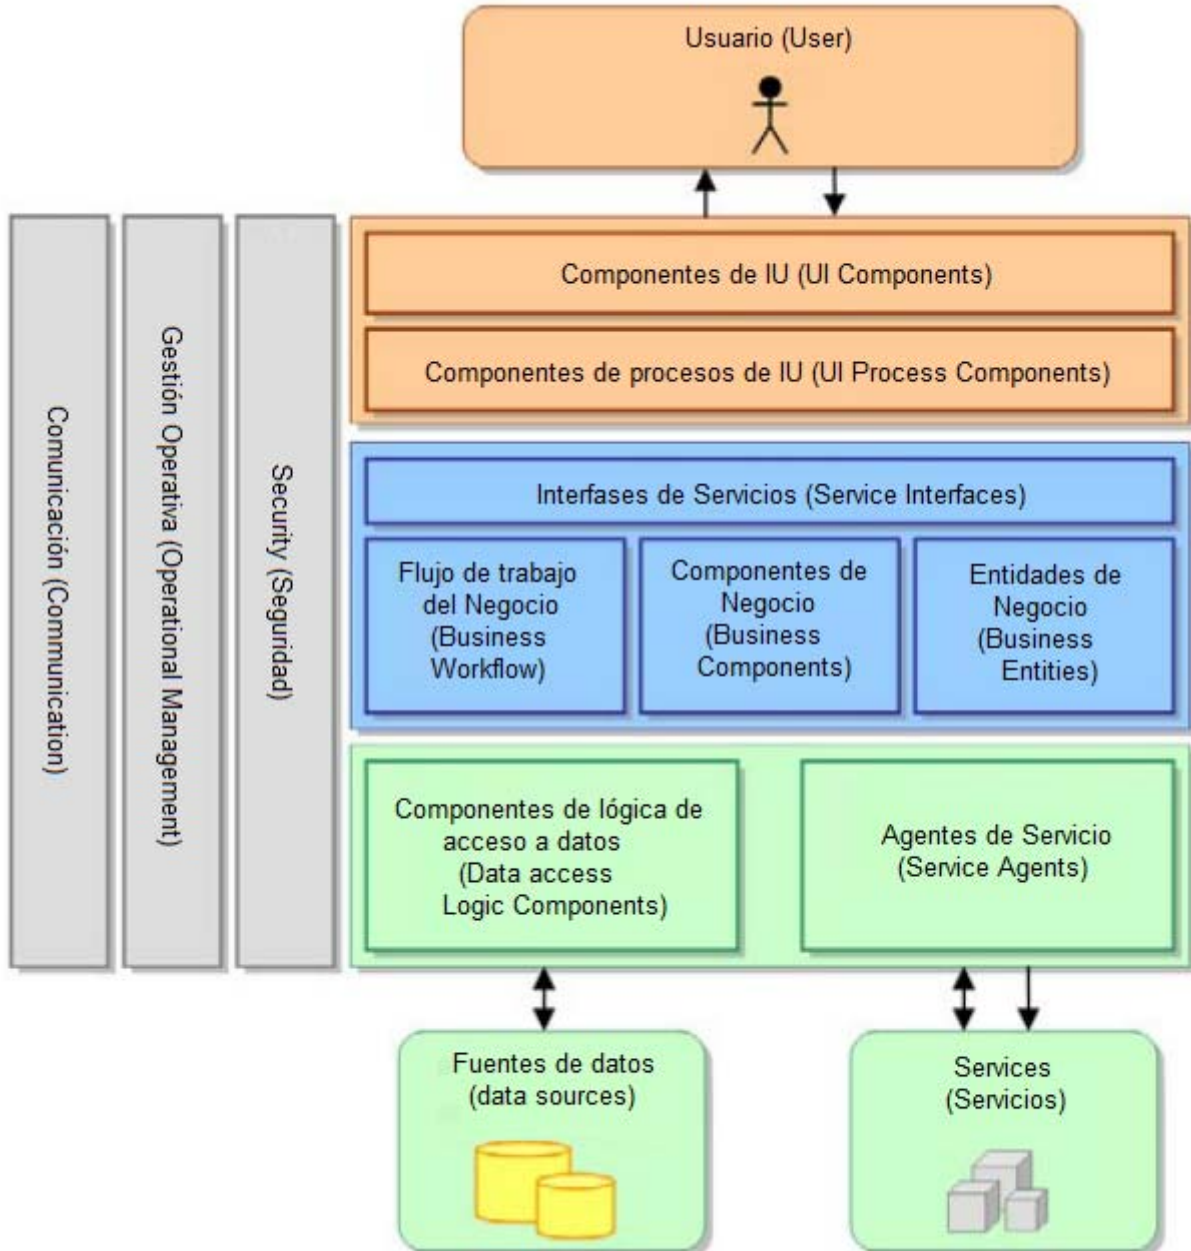 Usuario (User)
Componentes de IU (UI Components)
Componentes de procesos de IU (UI Process Components)
Comunicación (Communication)
Gestión Operativa (Operational Management)
Security (Seguridad)
Interfases de Servicios (Service Interfaces)
Flujo de trabajo
del Negocio
(Business
Workflow)
Componentes de
Negocio
(Business
Components)
Entidades de
Negocio
(Business
Entities)
Componentes de lógica de
acceso a datos
(Data access
Logic Components)
Agentes de Servicio
(Service Agents)
Fuentes de datos
(data sources)
Services
(Servicios)